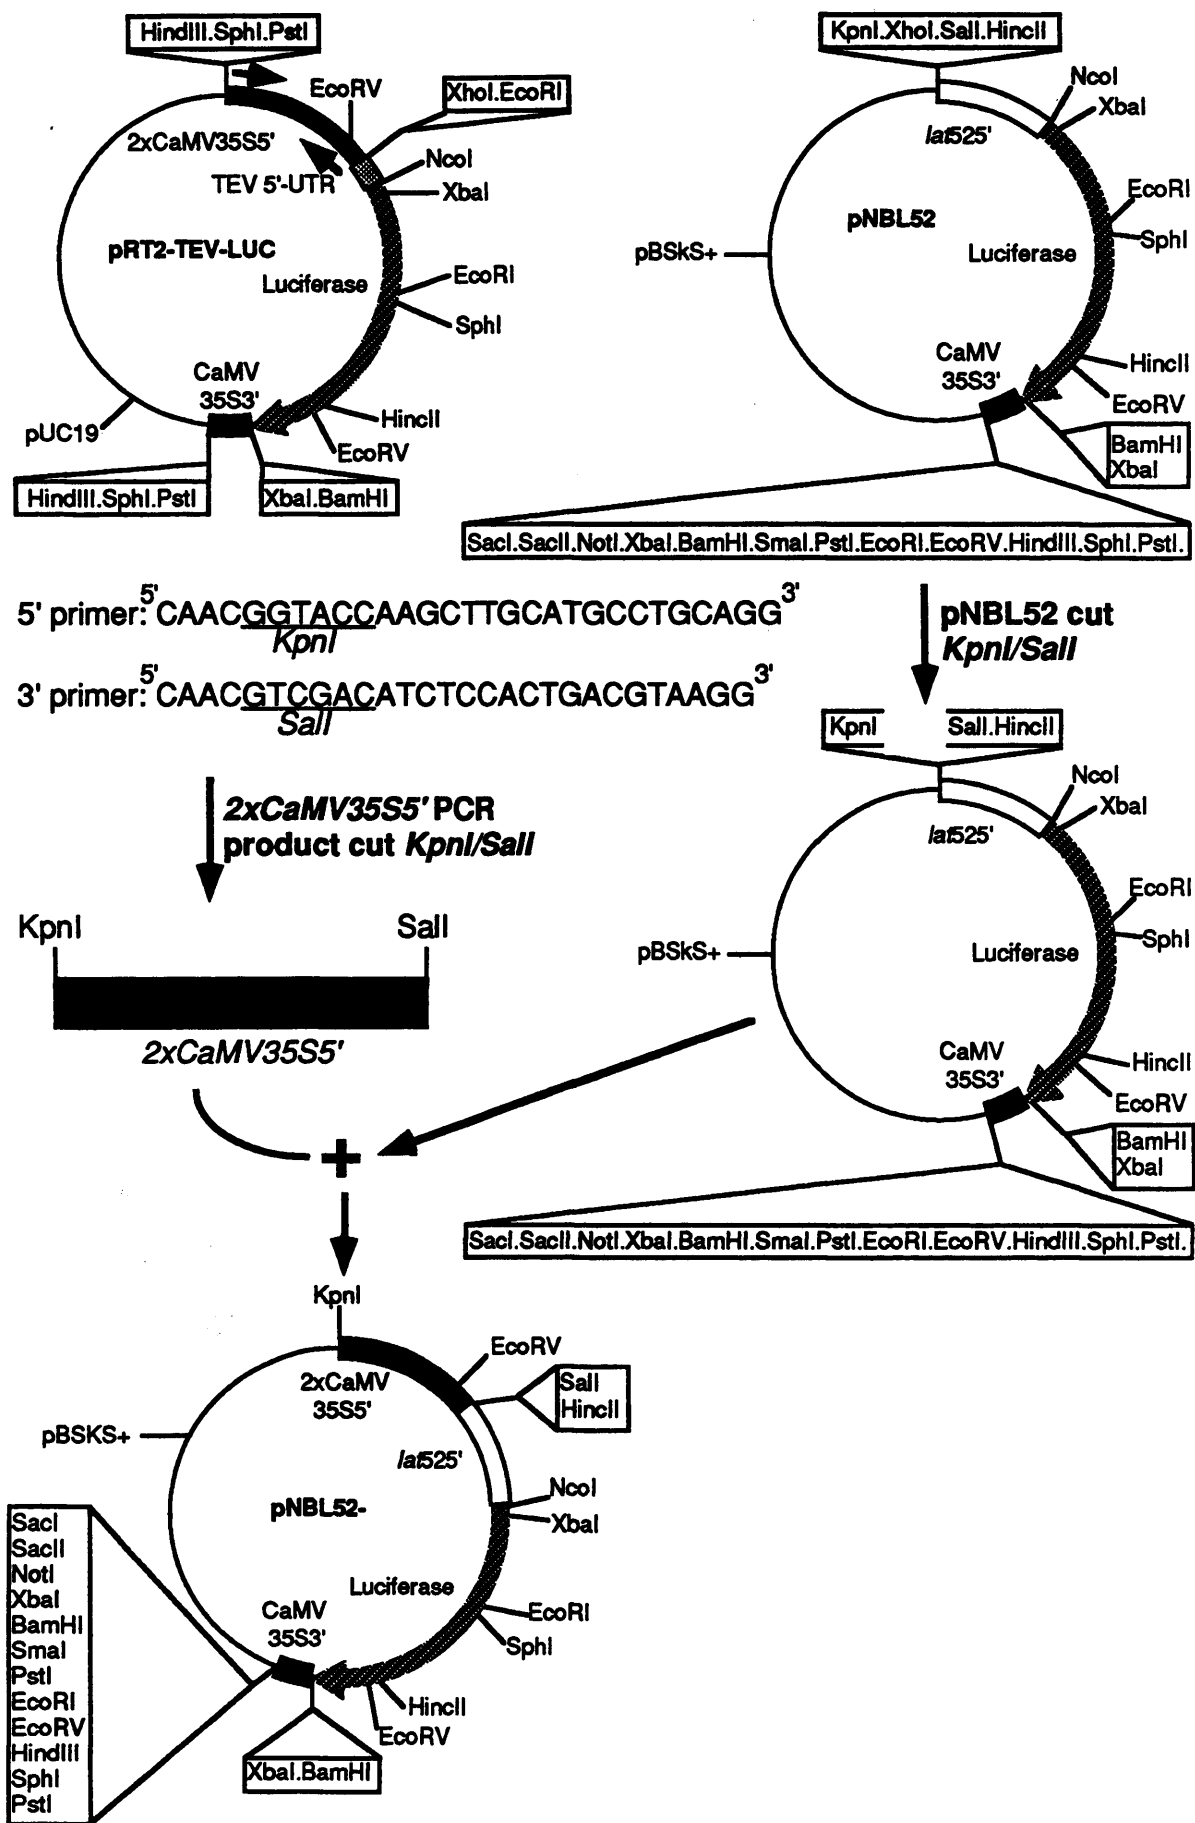 HindIII.SphI.PstI
EcoRV
XhoI.EcoRI
2xCaMV35S5'
TEV 5'-UTR
NcoI
XbaI
pRT2-TEV-LUC
Luciferase
EcoRI
SphI
CaMV
35S3'
pUC19
HincII
EcoRV
HindIII.SphI.PstI
XbaI.BamHI
KpnI.XhoI.SalI.HincII
NcoI
XbaI
lat525'
EcoRI
SphI
pNBL52
pBSkS+
Luciferase
CaMV
35S3'
HincII
EcoRV
BamHI
XbaI
SacI.SacII.NotI.XbaI.BamHI.SmaI.PstI.EcoRI.EcoRV.HindIII.SphI.PstI.
5' primer:5'CAACGGTACCAAGCTTGCATGCCTGCAGG3'
KpnI
3' primer:5'CAACGTCGACATCTCCACTGACGTAAGG3'
SalI
pNBL52 cut
KpnI/SalI
2xCaMV35S5' PCR
product cut KpnI/SalI
KpnI
SalI
2xCaMV35S5'
KpnI
SalI.HincII
NcoI
XbaI
lat525'
EcoRI
SphI
pBSkS+
Luciferase
CaMV
35S3'
HincII
EcoRV
BamHI
XbaI
SacI.SacII.NotI.XbaI.BamHI.SmaI.PstI.EcoRI.EcoRV.HindIII.SphI.PstI.
+
KpnI
EcoRV
SalI
HincII
2xCaMV
35S5'
pBSKS+
lat525'
NcoI
XbaI
pNBL52-
Luciferase
EcoRI
SphI
CaMV
35S3'
HincII
EcoRV
XbaI.BamHI
SacI
SacII
NotI
XbaI
BamHI
SmaI
PstI
EcoRI
EcoRV
HindIII
SphI
PstI